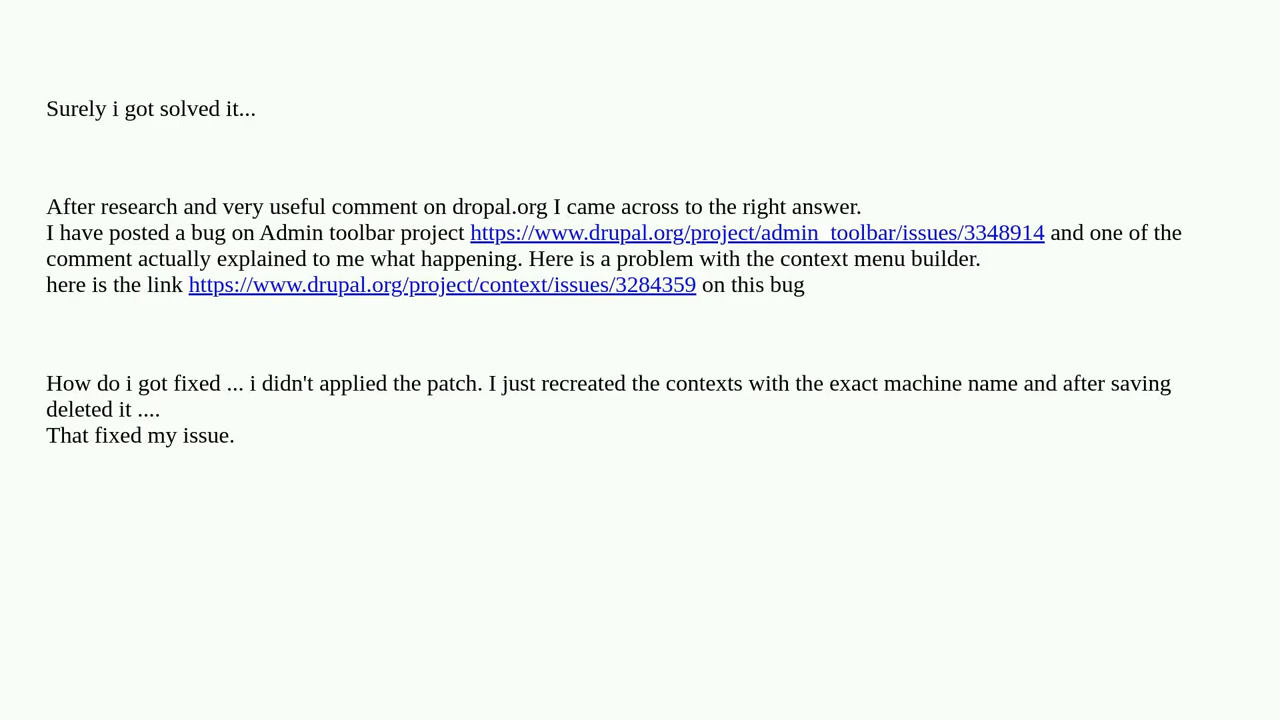 Surely i got solved it...
After research and very useful comment on dropal.org I came across to the right answer.
I have posted a bug on Admin toolbar project https://www.drupal.org/project/admin_toolbar/issues/3348914 and one of the
comment actually explained to me what happening. Here is a problem with the context menu builder.
here is the link https://www.drupal.org/project/context/issues/3284359 on this bug
How do i got fixed ... i didn't applied the patch. I just recreated the contexts with the exact machine name and after saving
deleted it ....
That fixed my issue.